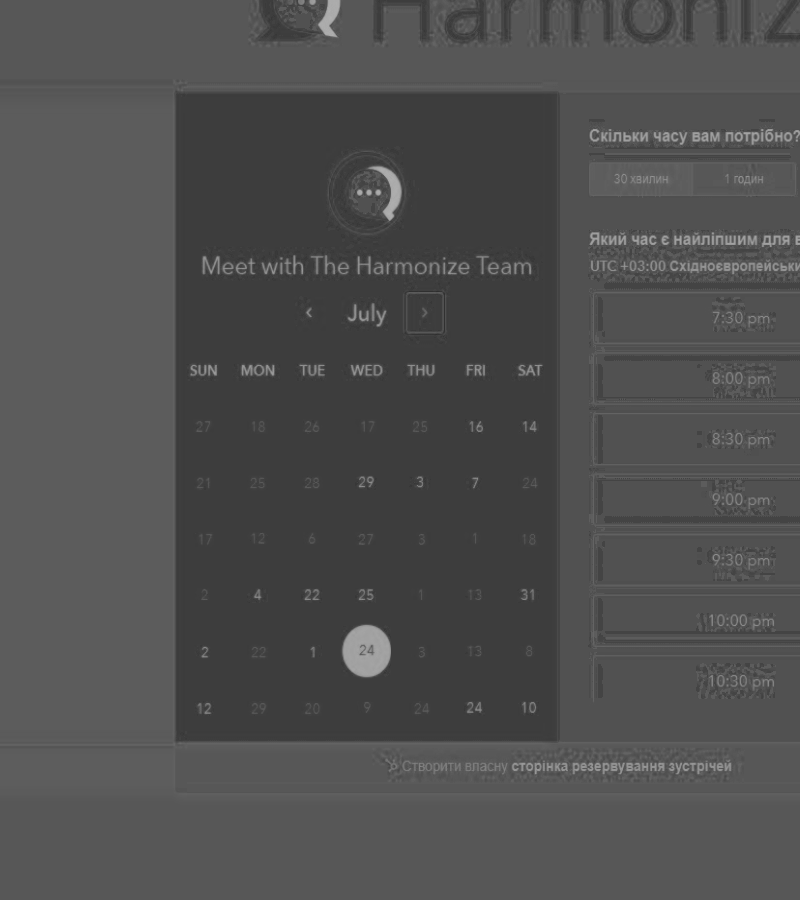 Harmoniz
Meet with The Harmonize Team
‹ July ›
SUN MON TUE WED THU FRI SAT
27 18 26 17 25 16 14
21 25 28 29 3 7 24
17 12 6 27 3 1 18
2 4 22 25 1 13 31
2 22 1 24 3 13 8
12 29 20 9 24 24 10
Скільки часу вам потрібно?
30 хвилин 1 годин
Який час є найліпшим для в
UTC +03:00 Східноєвропейськи
7:30 pm
8:00 pm
8:30 pm
9:00 pm
9:30 pm
10:00 pm
10:30 pm
Створити власну сторінка резервування зустрічей